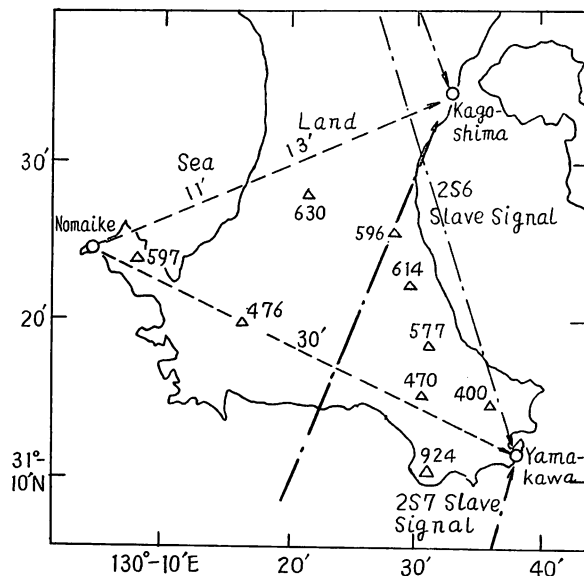 Kago-
shima
Land
13'
30'
Sea
11'
2S6
Slave Signal
630
Nomaike
596
597
614
20'
476
30'
577
470
400
31°-
10'N
924
Yama-
kawa
2S7 Slave
Signal
130°-10'E
20'
30'
40'